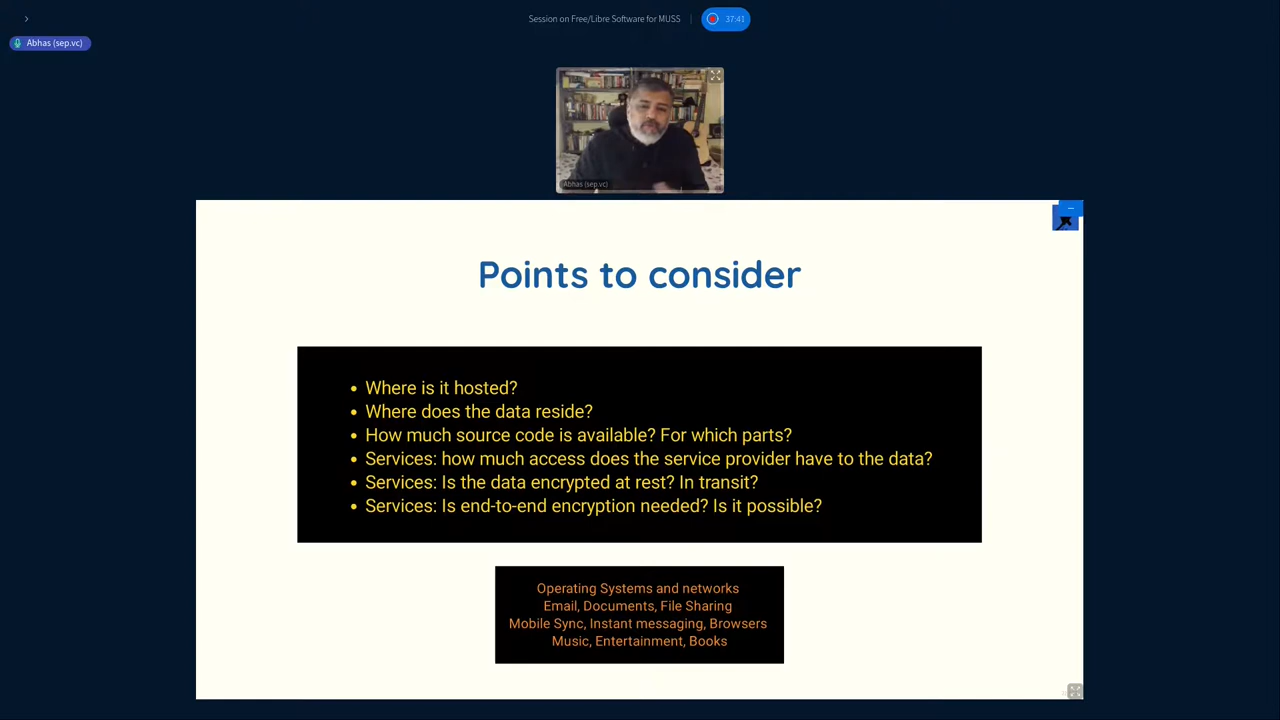 Session on Free/Libre Software for MUSS
37:41
Abhas (sep.vc)
Abhas (sep.vc)
Points to consider
• Where is it hosted?
• Where does the data reside?
• How much source code is available? For which parts?
• Services: how much access does the service provider have to the data?
• Services: Is the data encrypted at rest? In transit?
• Services: Is end-to-end encryption needed? Is it possible?
Operating Systems and networks
Email, Documents, File Sharing
Mobile Sync, Instant messaging, Browsers
Music, Entertainment, Books